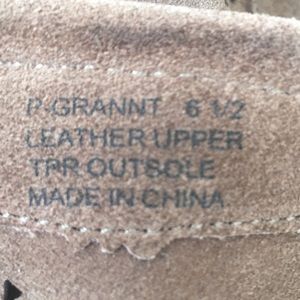 P-GRANNT 6 1/2
LEATHER UPPER
TPR OUTSOLE
MADE IN CHINA